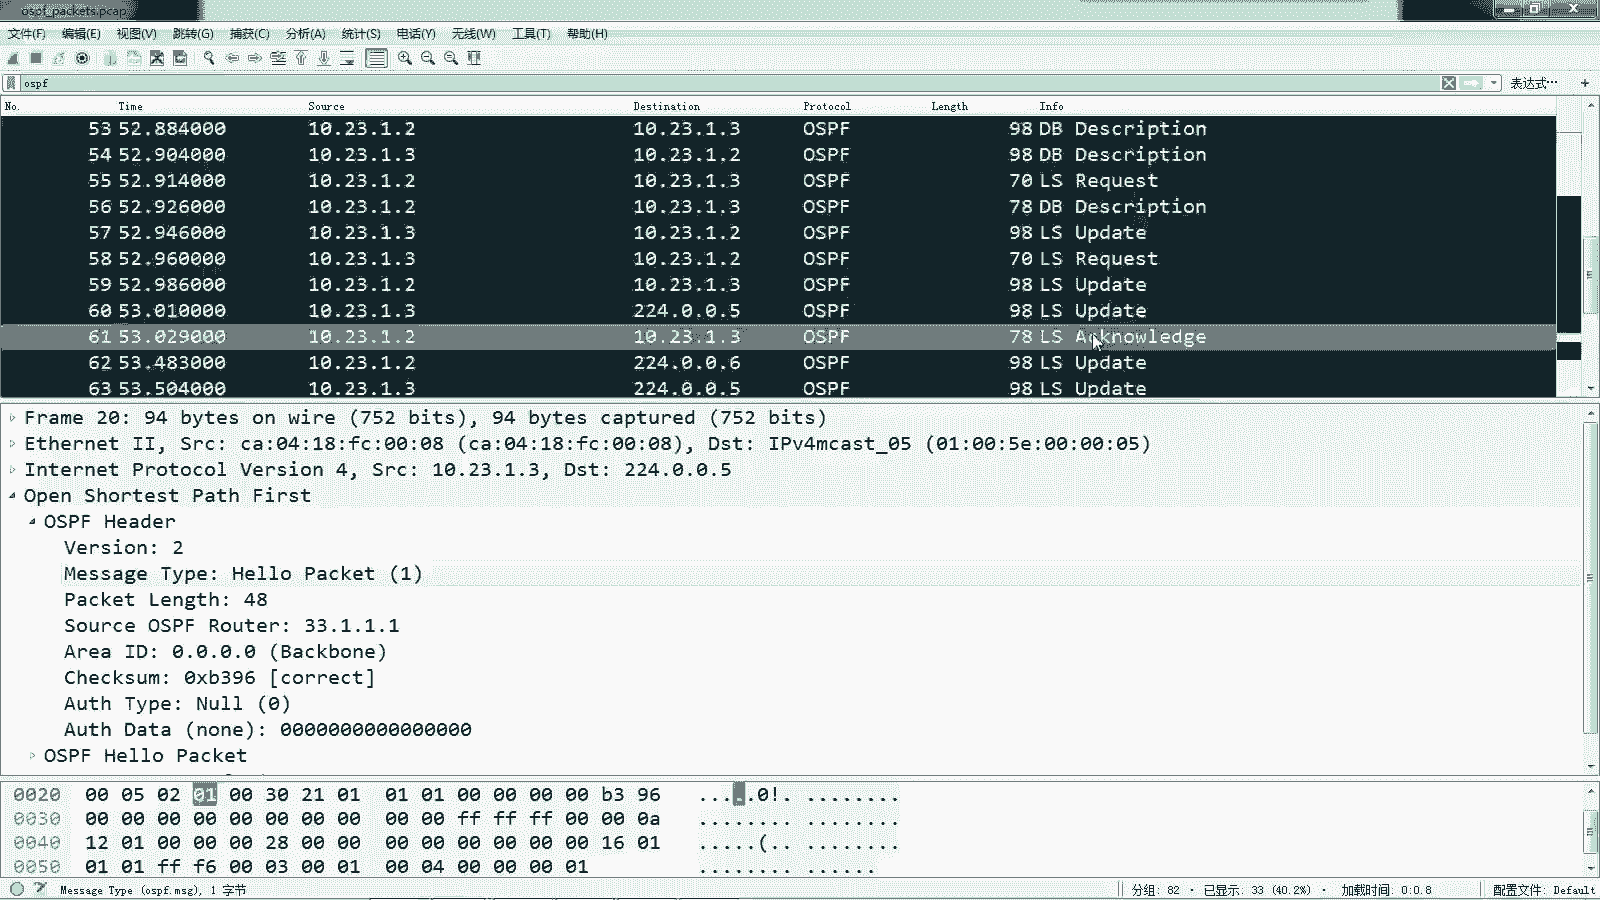 ospf_packets.pcap
文件(F) 编辑(E) 视图(V) 跳转(G) 捕获(C) 分析(A) 统计(S) 电话(Y) 无线(W) 工具(T) 帮助(H)
ospf 表达式… +
No. Time Source Destination Protocol Length Info
53 52.884000 10.23.1.2 10.23.1.3 OSPF 98 DB Description
54 52.904000 10.23.1.3 10.23.1.2 OSPF 98 DB Description
55 52.914000 10.23.1.2 10.23.1.3 OSPF 70 LS Request
56 52.926000 10.23.1.2 10.23.1.3 OSPF 78 DB Description
57 52.946000 10.23.1.3 10.23.1.2 OSPF 98 LS Update
58 52.960000 10.23.1.3 10.23.1.2 OSPF 70 LS Request
59 52.986000 10.23.1.2 10.23.1.3 OSPF 98 LS Update
60 53.010000 10.23.1.3 224.0.0.5 OSPF 98 LS Update
61 53.029000 10.23.1.2 10.23.1.3 OSPF 78 LS Acknowledge
62 53.483000 10.23.1.2 224.0.0.6 OSPF 98 LS Update
63 53.504000 10.23.1.3 224.0.0.5 OSPF 98 LS Update
Frame 20: 94 bytes on wire (752 bits), 94 bytes captured (752 bits)
Ethernet II, Src: ca:04:18:fc:00:08 (ca:04:18:fc:00:08), Dst: IPv4mcast_05 (01:00:5e:00:00:05)
Internet Protocol Version 4, Src: 10.23.1.3, Dst: 224.0.0.5
Open Shortest Path First
OSPF Header
Version: 2
Message Type: Hello Packet (1)
Packet Length: 48
Source OSPF Router: 33.1.1.1
Area ID: 0.0.0.0 (Backbone)
Checksum: 0xb396 [correct]
Auth Type: Null (0)
Auth Data (none): 0000000000000000
OSPF Hello Packet
0020 00 05 02 01 00 30 21 01 01 01 00 00 00 00 b3 96 .....0!. ........
0030 00 00 00 00 00 00 00 00 00 00 ff ff ff 00 00 0a ........ ........
0040 12 01 00 00 00 28 00 00 00 00 00 00 00 00 16 01 .....(.. ........
0050 01 01 ff f6 00 03 00 01 00 04 00 00 00 01 ........ ......
Message Type (ospf.msg), 1 字节 分组: 82 · 已显示: 33 (40.2%) · 加载时间: 0:0.8 配置文件: Default